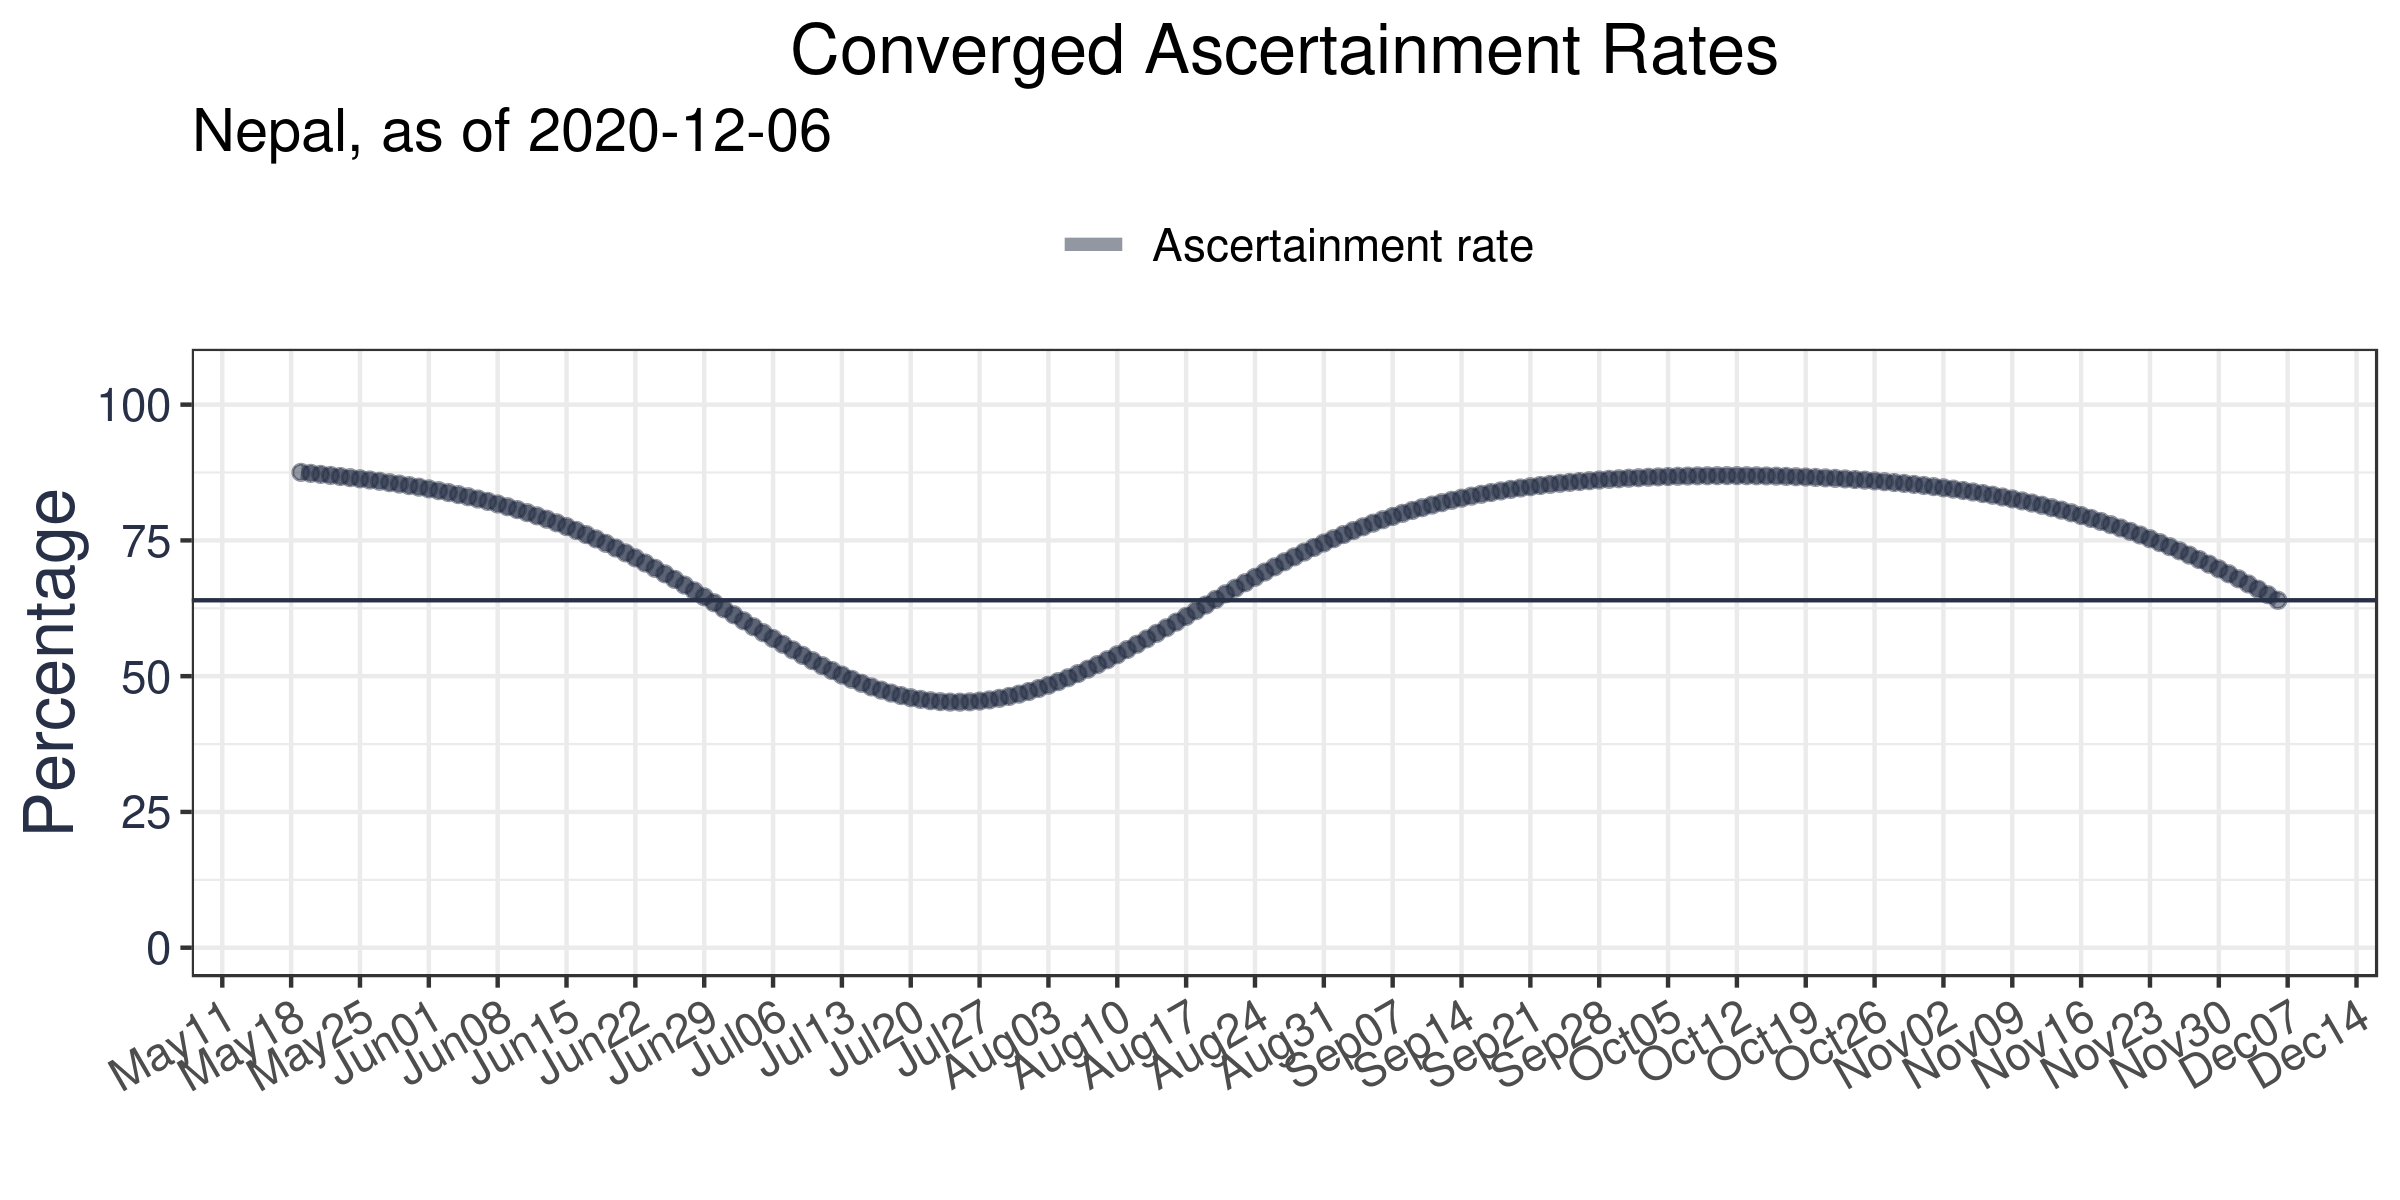 Converged Ascertainment Rates
Nepal, as of 2020-12-06
Ascertainment rate
Percentage
100
75
50
25
0
May11 May18 May25 Jun01 Jun08 Jun15 Jun22 Jun29 Jul06 Jul13 Jul20 Jul27 Aug03 Aug10 Aug17 Aug24 Aug31 Sep07 Sep14 Sep21 Sep28 Oct05 Oct12 Oct19 Oct26 Nov02 Nov09 Nov16 Nov23 Nov30 Dec07 Dec14